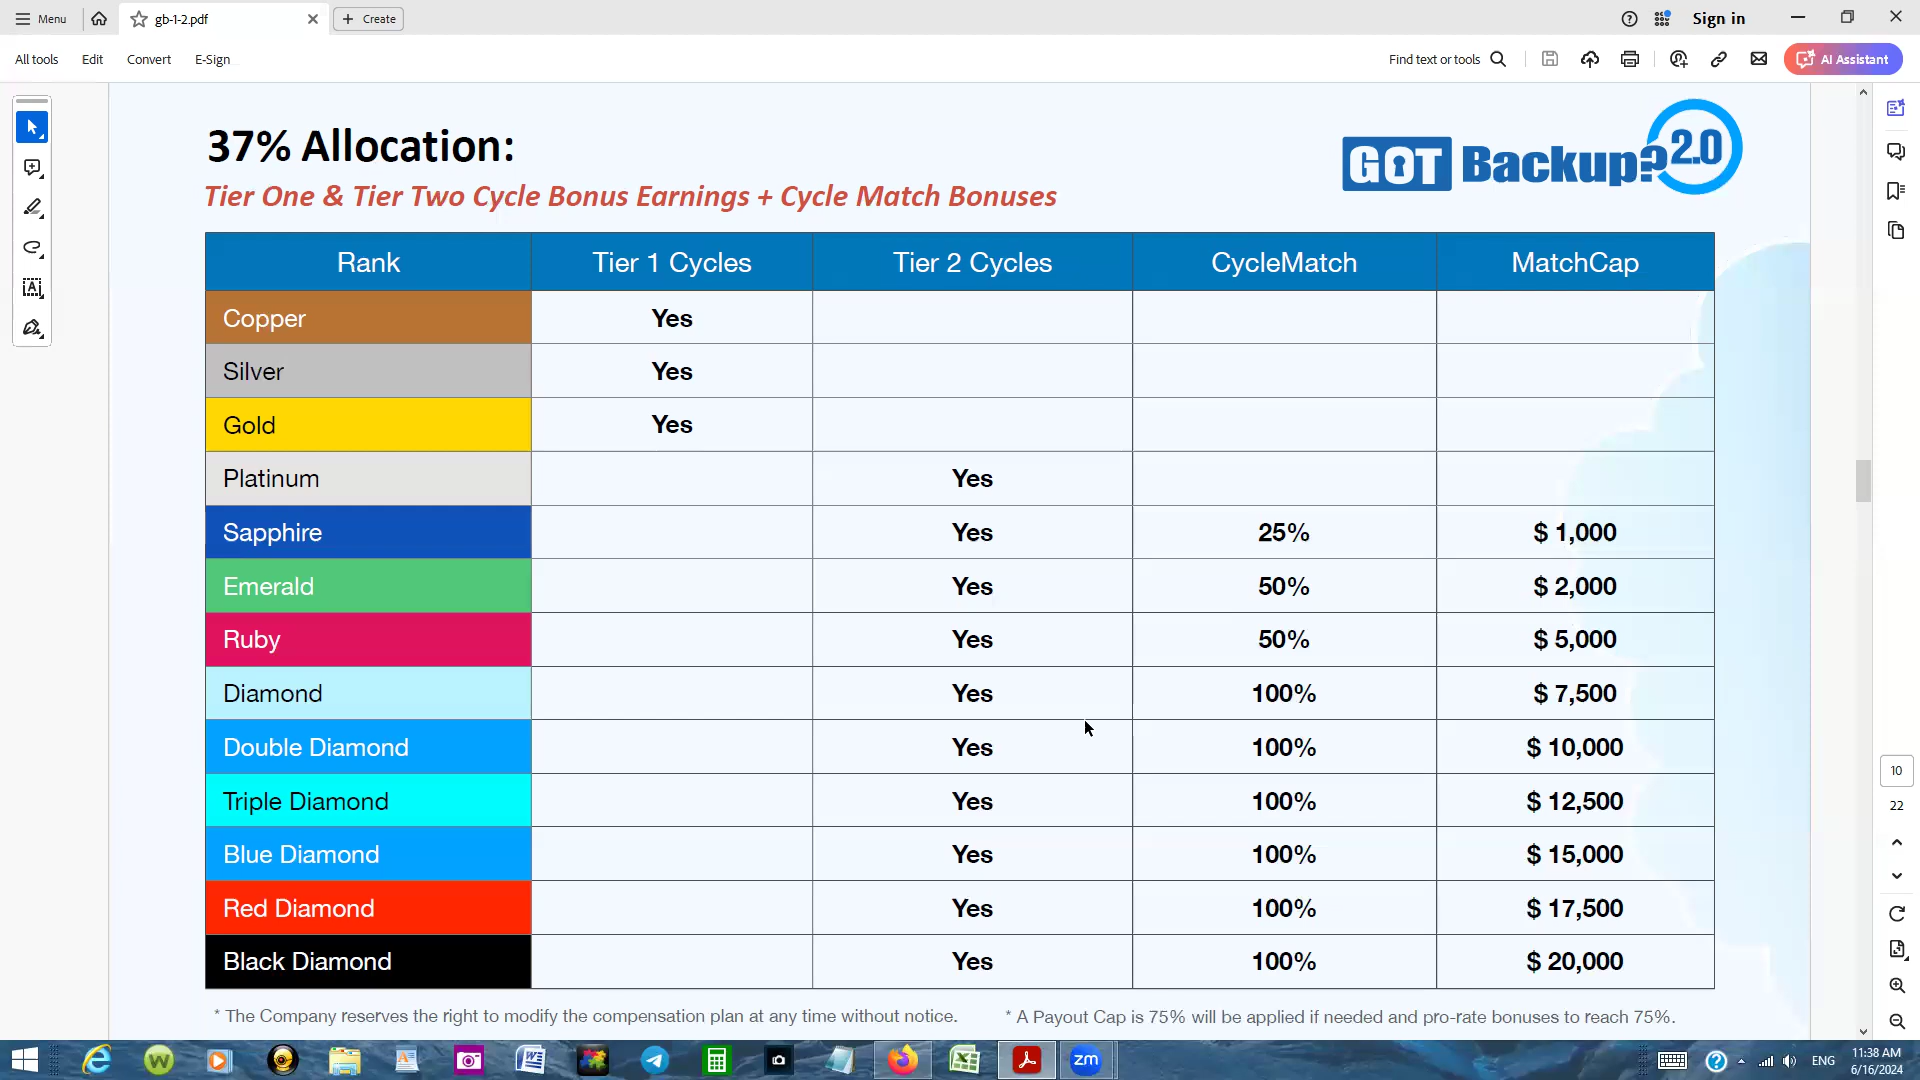 Menu
gb-1-2.pdf
Create
Sign in
All tools
Edit
Convert
E-Sign
Find text or tools
AI Assistant
37% Allocation:
GOT Backup? 2.0
Tier One & Tier Two Cycle Bonus Earnings + Cycle Match Bonuses
Rank Tier 1 Cycles Tier 2 Cycles CycleMatch MatchCap
Copper Yes
Silver Yes
Gold Yes
Platinum Yes
Sapphire Yes 25% $ 1,000
Emerald Yes 50% $ 2,000
Ruby Yes 50% $ 5,000
Diamond Yes 100% $ 7,500
Double Diamond Yes 100% $ 10,000
Triple Diamond Yes 100% $ 12,500
Blue Diamond Yes 100% $ 15,000
Red Diamond Yes 100% $ 17,500
Black Diamond Yes 100% $ 20,000
* The Company reserves the right to modify the compensation plan at any time without notice.
* A Payout Cap is 75% will be applied if needed and pro-rate bonuses to reach 75%.
10
22
zm
ENG
11:38 AM
6/16/2024